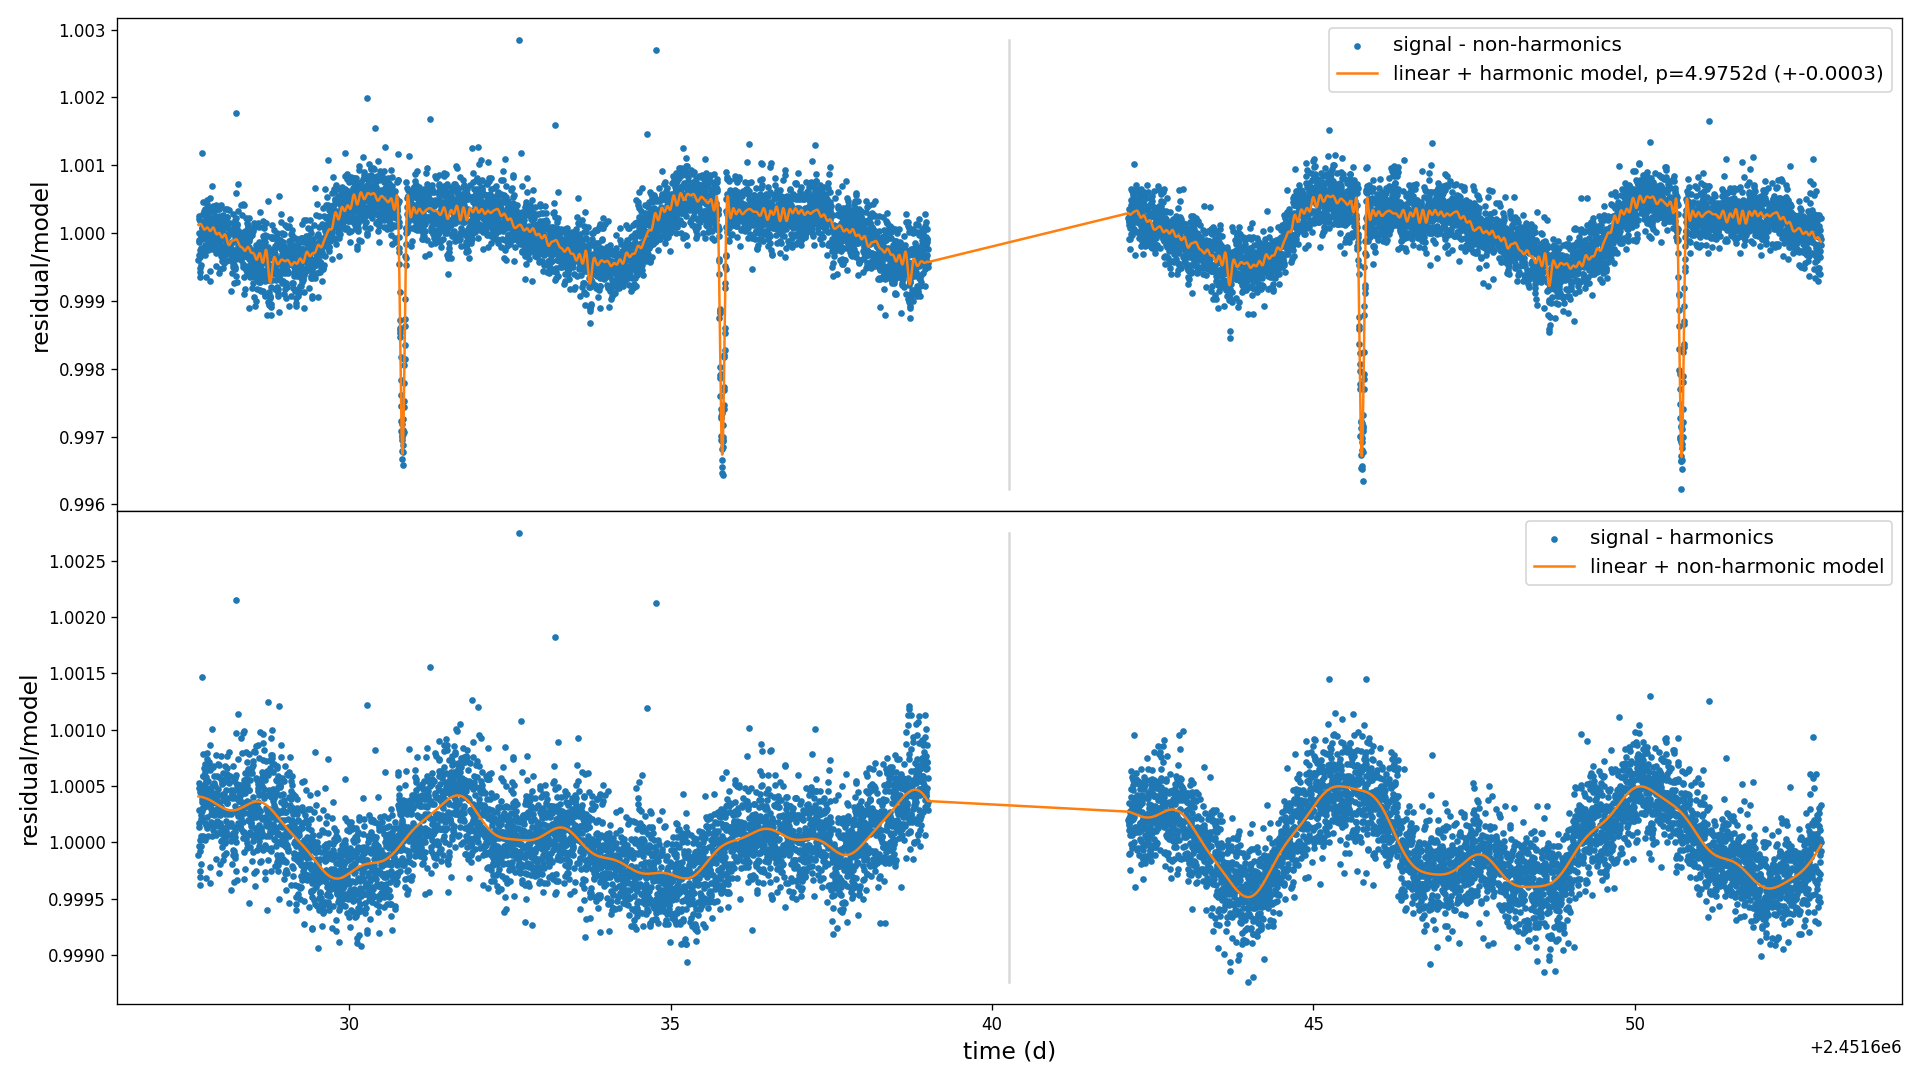 signal - non-harmonics
linear + harmonic model, p=4.9752d (+-0.0003)
residual/model
1.003
1.002
1.001
1.000
0.999
0.998
0.997
0.996
signal - harmonics
linear + non-harmonic model
residual/model
1.0025
1.0020
1.0015
1.0010
1.0005
1.0000
0.9995
0.9990
30 35 40 45 50
time (d)
+2.4516e6